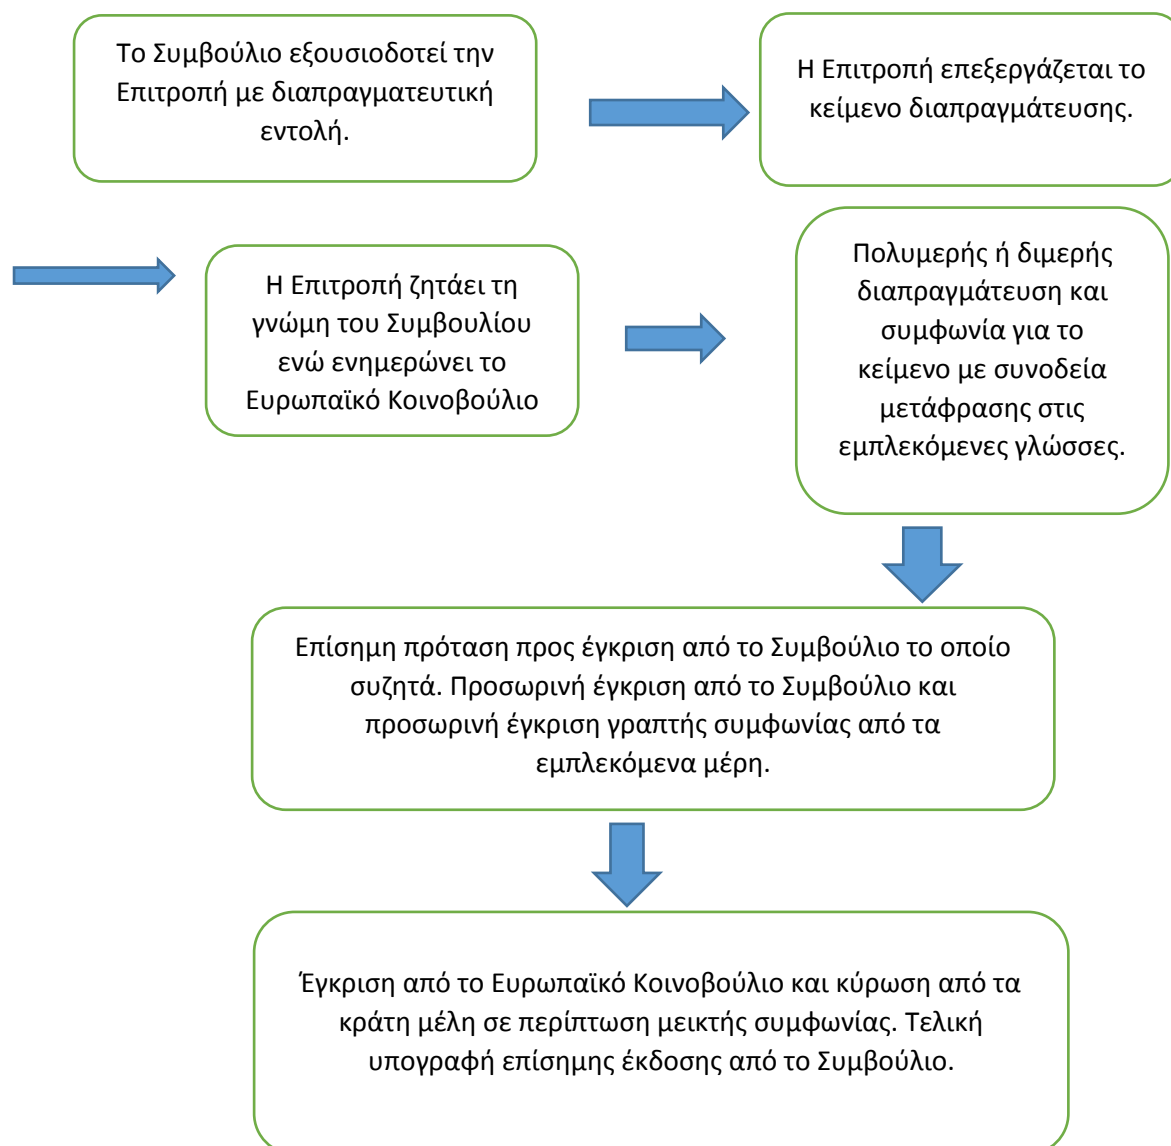 Το Συμβούλιο εξουσιοδοτεί την
Επιτροπή με διαπραγματευτική
εντολή.
Η Επιτροπή επεξεργάζεται το
κείμενο διαπραγμάτευσης.
Η Επιτροπή ζητάει τη
γνώμη του Συμβουλίου
ενώ ενημερώνει το
Ευρωπαϊκό Κοινοβούλιο
Πολυμερής ή διμερής
διαπραγμάτευση και
συμφωνία για το
κείμενο με συνοδεία
μετάφρασης στις
εμπλεκόμενες γλώσσες.
Επίσημη πρόταση προς έγκριση από το Συμβούλιο το οποίο
συζητά. Προσωρινή έγκριση από το Συμβούλιο και
προσωρινή έγκριση γραπτής συμφωνίας από τα
εμπλεκόμενα μέρη.
Έγκριση από το Ευρωπαϊκό Κοινοβούλιο και κύρωση από τα
κράτη μέλη σε περίπτωση μεικτής συμφωνίας. Τελική
υπογραφή επίσημης έκδοσης από το Συμβούλιο.